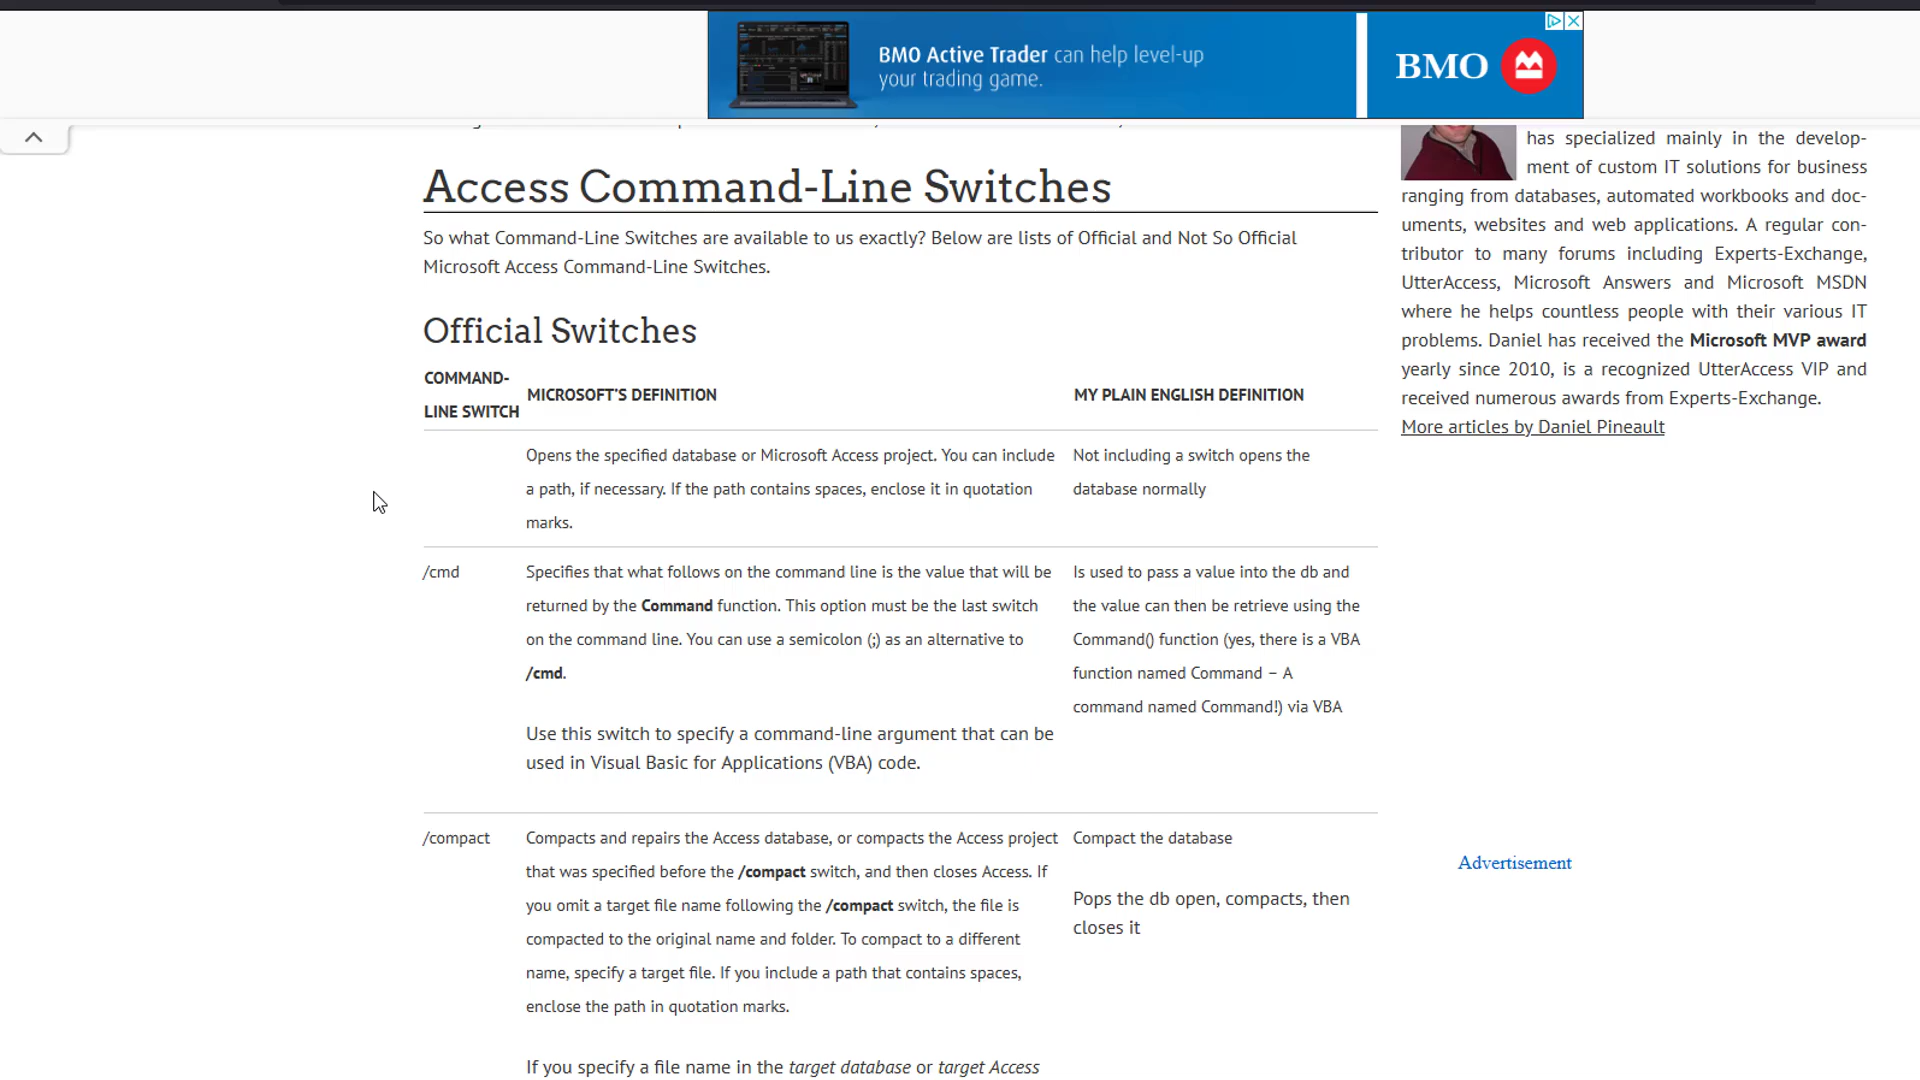 BMO Active Trader can help level-up
your trading game.
BMO
Access Command-Line Switches
So what Command-Line Switches are available to us exactly? Below are lists of Official and Not So Official
Microsoft Access Command-Line Switches.
Official Switches
COMMAND-
LINE SWITCH
MICROSOFT'S DEFINITION
MY PLAIN ENGLISH DEFINITION
Opens the specified database or Microsoft Access project. You can include
a path, if necessary. If the path contains spaces, enclose it in quotation
marks.
Not including a switch opens the
database normally
/cmd
Specifies that what follows on the command line is the value that will be
returned by the Command function. This option must be the last switch
on the command line. You can use a semicolon (;) as an alternative to
/cmd.
Use this switch to specify a command-line argument that can be
used in Visual Basic for Applications (VBA) code.
Is used to pass a value into the db and
the value can then be retrieve using the
Command() function (yes, there is a VBA
function named Command – A
command named Command!) via VBA
/compact
Compacts and repairs the Access database, or compacts the Access project
that was specified before the /compact switch, and then closes Access. If
you omit a target file name following the /compact switch, the file is
compacted to the original name and folder. To compact to a different
name, specify a target file. If you include a path that contains spaces,
enclose the path in quotation marks.
If you specify a file name in the target database or target Access
Compact the database
Pops the db open, compacts, then
closes it
has specialized mainly in the develop-
ment of custom IT solutions for business
ranging from databases, automated workbooks and doc-
uments, websites and web applications. A regular con-
tributor to many forums including Experts-Exchange,
UtterAccess, Microsoft Answers and Microsoft MSDN
where he helps countless people with their various IT
problems. Daniel has received the Microsoft MVP award
yearly since 2010, is a recognized UtterAccess VIP and
received numerous awards from Experts-Exchange.
More articles by Daniel Pineault
Advertisement